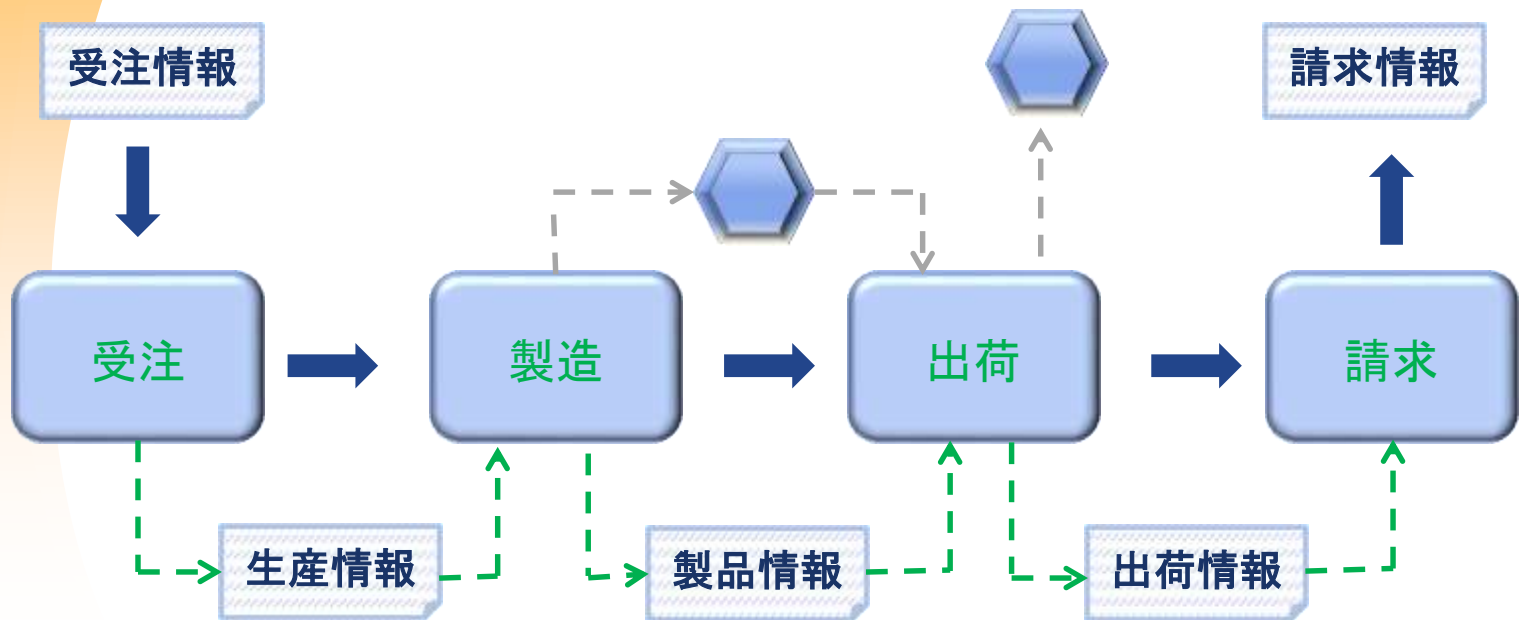 受注情報
請求情報
受注
製造
出荷
請求
生産情報
製品情報
出荷情報